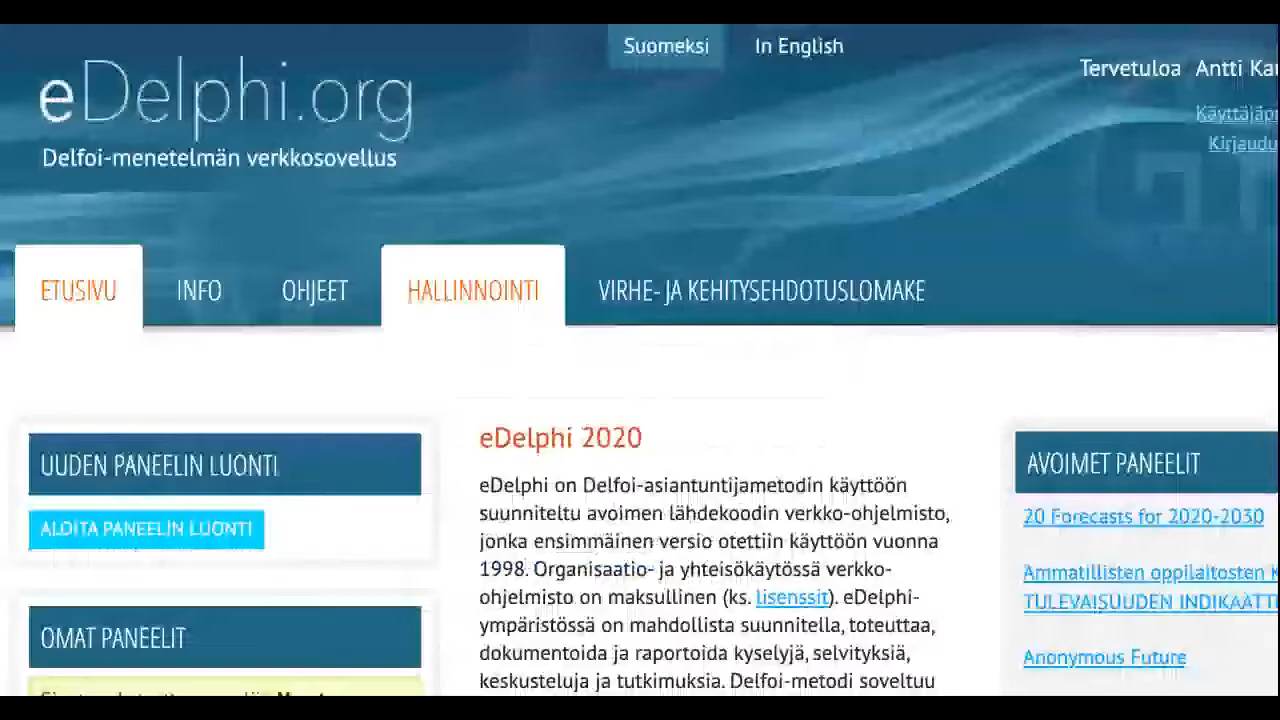 Suomeksi In English
Tervetuloa Antti
eDelphi.org
Delfoi-menetelmän verkkosovellus
ETUSIVU INFO OHJEET HALLINNOINTI VIRHE- JA KEHITYSEHDOTUSLOMAKE
UUDEN PANEELIN LUONTI
ALOITA PANEELIN LUONTI
OMAT PANEELIT
eDelphi 2020
eDelphi on Delfoi-asiantuntijametodin käyttöön
suunniteltu avoimen lähdekoodin verkko-ohjelmisto,
jonka ensimmäinen versio otettiin käyttöön vuonna
1998. Organisaatio- ja yhteisökäytössä verkko-
ohjelmisto on maksullinen (ks. lisenssit). eDelphi-
ympäristössä on mahdollista suunnitella, toteuttaa,
dokumentoida ja raportoida kyselyjä, selvityksiä,
keskusteluja ja tutkimuksia. Delfoi-metodi soveltuu
AVOIMET PANEELIT
20 Forecasts for 2020-2030
Ammatillisten oppilaitosten
TULEVAISUUDEN
Anonymous Future